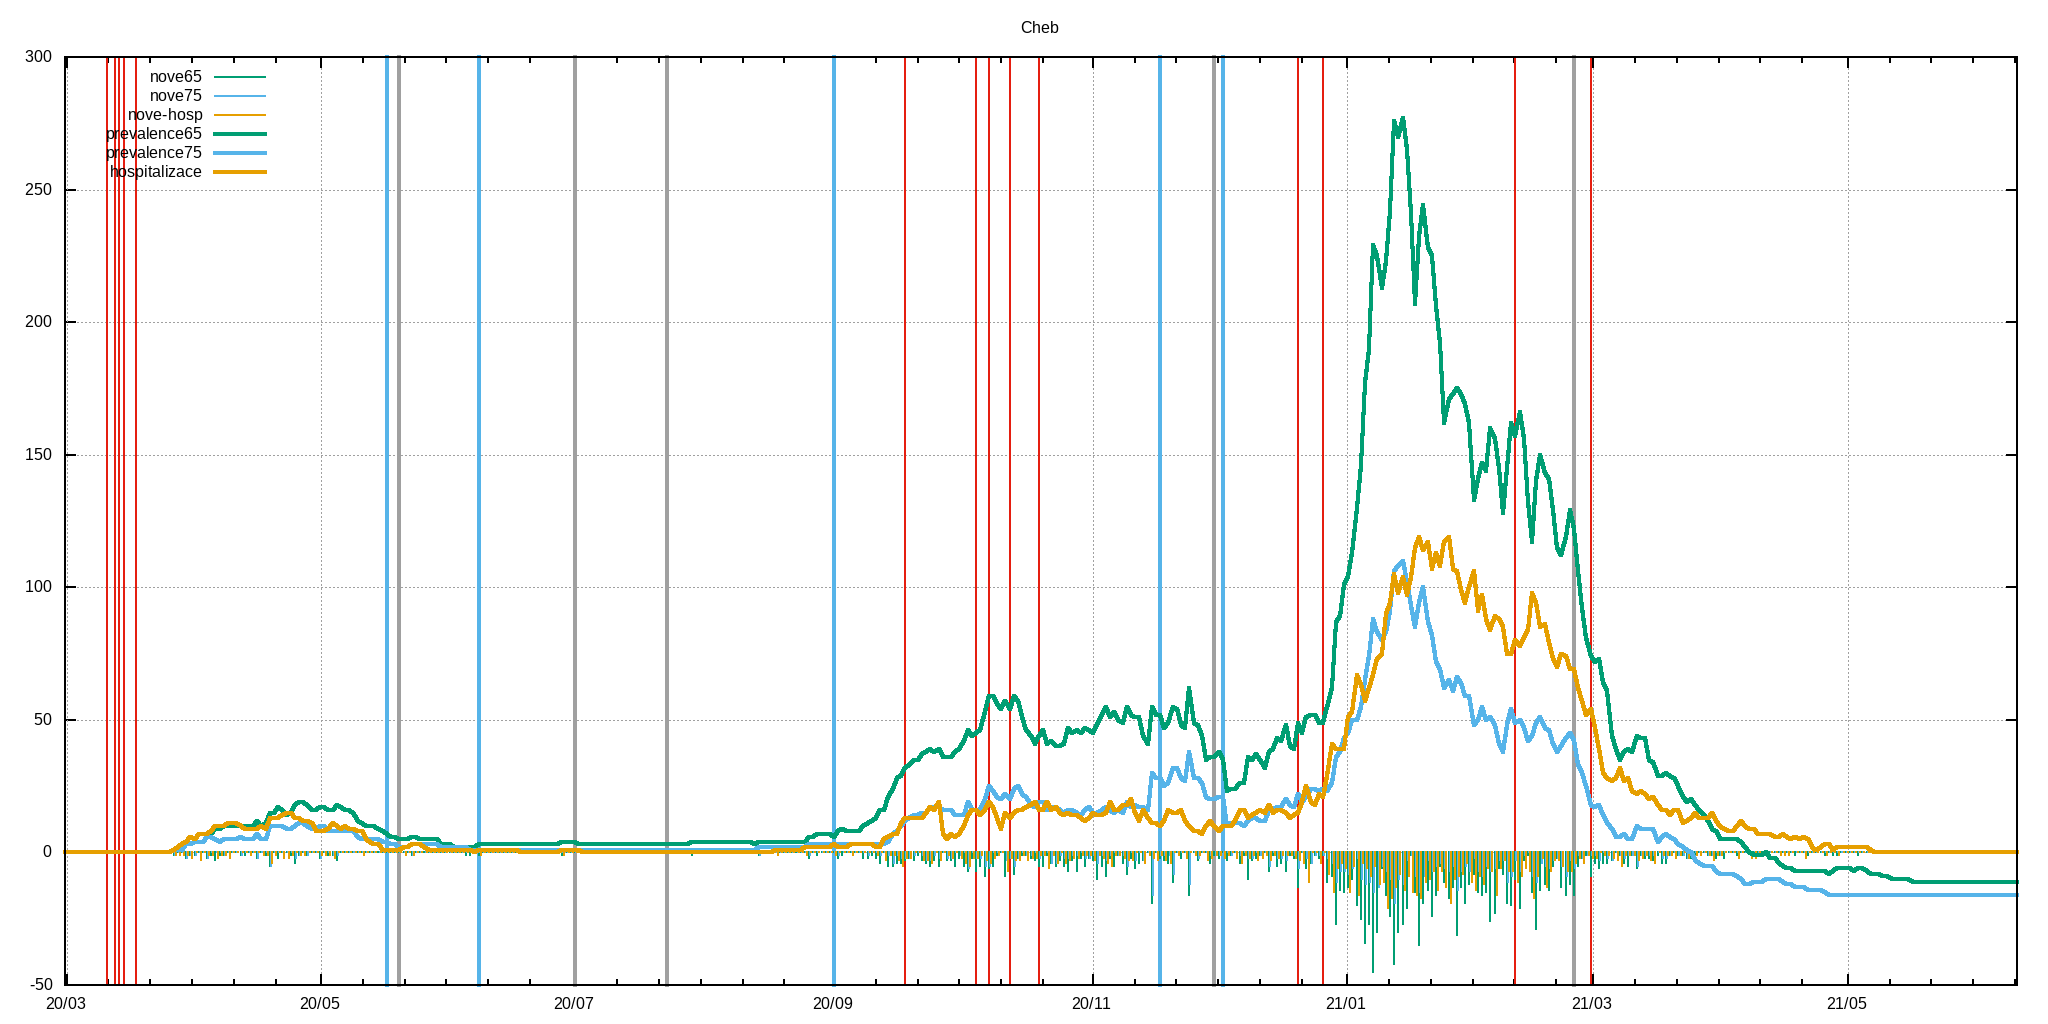 Cheb
300
250
200
150
100
50
0
-50
nove65
nove75
nove-hosp
prevalence65
prevalence75
hospitalizace
20/03 20/05 20/07 20/09 20/11 21/01 21/03 21/05